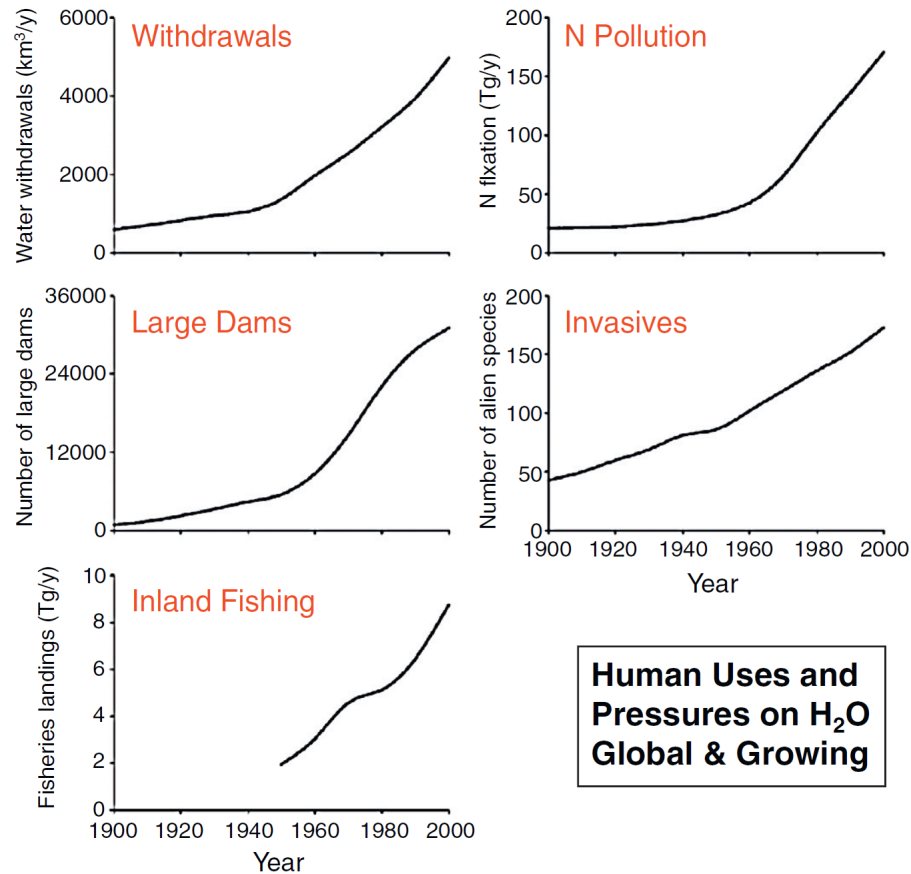 Withdrawals
Water withdrawals (km³/y)
6000
4000
2000
0
N Pollution
N fIxation (Tg/y)
200
150
100
50
0
Large Dams
Number of large dams
36000
24000
12000
0
Invasives
Number of alien species
200
150
100
50
0
1900 1920 1940 1960 1980 2000
Year
Inland Fishing
Fisheries landings (Tg/y)
10
8
6
4
2
0
1900 1920 1940 1960 1980 2000
Year
Human Uses and
Pressures on H₂O
Global & Growing